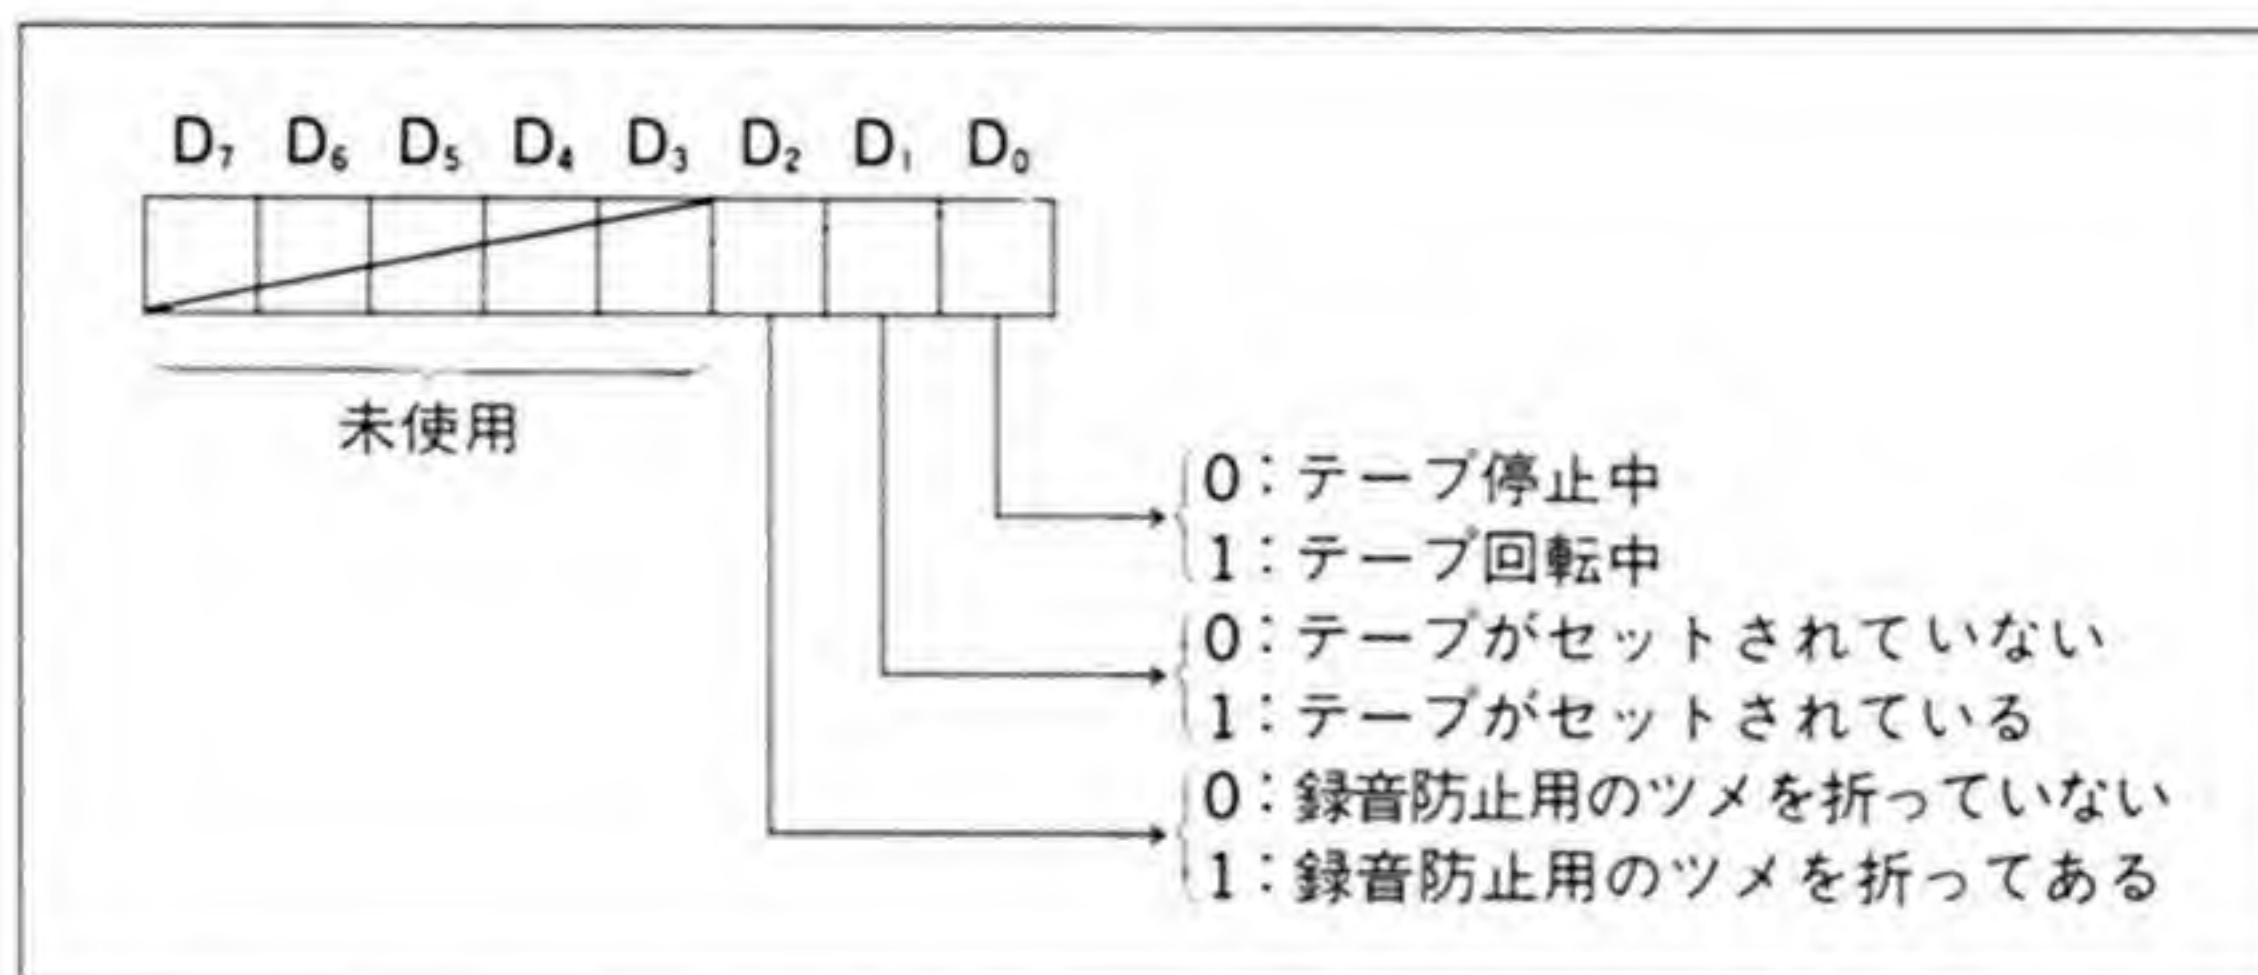 D₇ D₆ D₅ D₄ D₃ D₂ D₁ D₀
未使用
0：テープ停止中
1：テープ回転中
0：テープがセットされていない
1：テープがセットされている
0：録音防止用のツメを折っていない
1：録音防止用のツメを折ってある